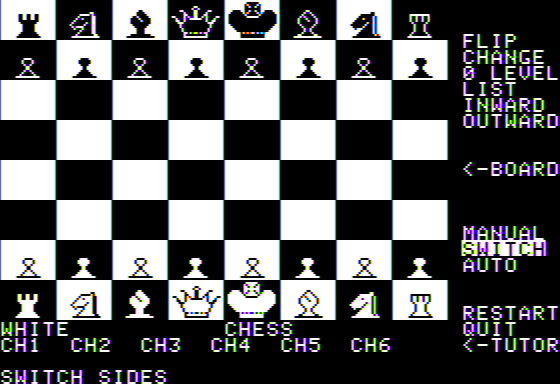 FLIP
CHANGE
0 LEVEL
LIST
INWARD
OUTWARD
<-BOARD
MANUAL
SWITCH
AUTO
RESTART
WHITE CHESS QUIT
CH1 CH2 CH3 CH4 CH5 CH6 <-TUTOR
SWITCH SIDES